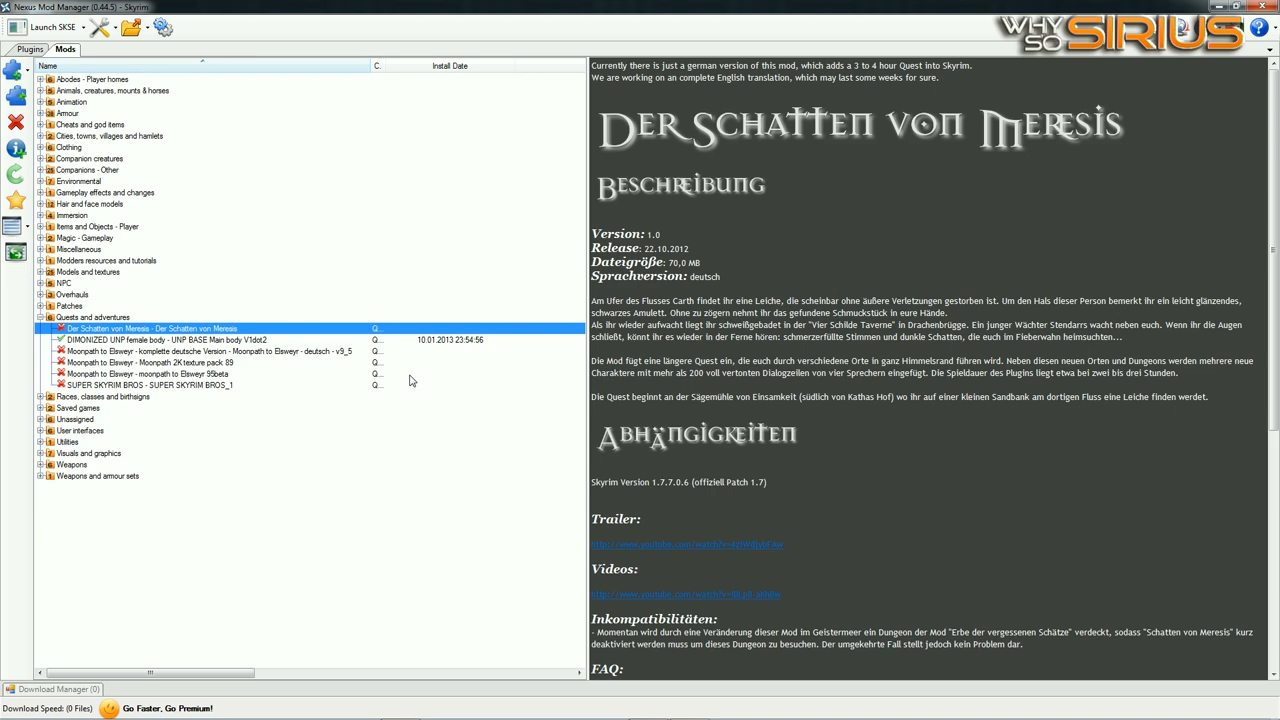 Nexus Mod Manager (0.44.5) - Skyrim
Launch SKSE
WHY SO SIRIUS
Plugins Mods
Name C. Install Date
6 Abodes - Player homes
Animals, creatures, mounts & horses
Animation
Armour
1 Cheats and god items
Cities, towns, villages and hamlets
Clothing
2 Companion creatures
Companions - Other
7 Environmental
1 Gameplay effects and changes
Hair and face models
4 Immersion
1 Items and Objects - Player
Magic - Gameplay
1 Miscellaneous
Modders resources and tutorials
Models and textures
NPC
Overhauls
1 Patches
6 Quests and adventures
Der Schatten von Meresis - Der Schatten von Meresis Q...
DIMONIZED UNP female body - UNP BASE Main body V1dot2 Q... 10.01.2013 23:54:56
Moonpath to Elsweyr - komplette deutsche Version - Moonpath to Elsweyr - deutsch - v9_5 Q...
Moonpath to Elsweyr - Moonpath 2K texture pack 89 Q...
Moonpath to Elsweyr - moonpath to Elsweyr 95beta Q...
SUPER SKYRIM BROS - SUPER SKYRIM BROS_1 Q...
2 Races, classes and birthsigns
Saved games
Unassigned
User interfaces
1 Utilities
7 Visuals and graphics
Weapons
1 Weapons and armour sets
Currently there is just a german version of this mod, which adds a 3 to 4 hour Quest into Skyrim.
We are working on an complete English translation, which may last some weeks for sure.
Der Schatten von Meresis
Beschreibung
Version: 1.0
Release: 22.10.2012
Dateigröße: 70,0 MB
Sprachversion: deutsch
Am Ufer des Flusses Carth findet ihr eine Leiche, die scheinbar ohne äußere Verletzungen gestorben ist. Um den Hals dieser Person bemerkt ihr ein leicht glänzendes,
schwarzes Amulett. Ohne zu zögern nehmt ihr das gefundene Schmuckstück in eure Hände.
Als ihr wieder aufwacht liegt ihr schweißgebadet in der "Vier Schilde Taverne" in Drachenbrügge. Ein junger Wächter Stendarrs wacht neben euch. Wenn ihr die Augen
schließt, könnt ihr es wieder in der Ferne hören: schmerzerfüllte Stimmen und dunkle Schatten, die euch im Fieberwahn heimsuchten...
Die Mod fügt eine längere Quest ein, die euch durch verschiedene Orte in ganz Himmelsrand führen wird. Neben diesen neuen Orten und Dungeons werden mehrere neue
Charaktere mit mehr als 200 voll vertonten Dialogzeilen von vier Sprechern eingefügt. Die Spieldauer des Plugins liegt etwa bei zwei bis drei Stunden.
Die Quest beginnt an der Sägemühle von Einsamkeit (südlich von Kathas Hof) wo ihr auf einer kleinen Sandbank am dortigen Fluss eine Leiche finden werdet.
Abhängigkeiten
Skyrim Version 1.7.7.0.6 (offiziell Patch 1.7)
Trailer:
Videos:
Inkompatibilitäten:
- Momentan wird durch eine Veränderung dieser Mod im Geistermeer ein Dungeon der Mod "Erbe der vergessenen Schätze" verdeckt, sodass "Schatten von Meresis" kurz
deaktiviert werden muss um dieses Dungeon zu besuchen. Der umgekehrte Fall stellt jedoch kein Problem dar.
FAQ:
Download Manager (0)
Download Speed: (0 Files) Go Faster, Go Premium!